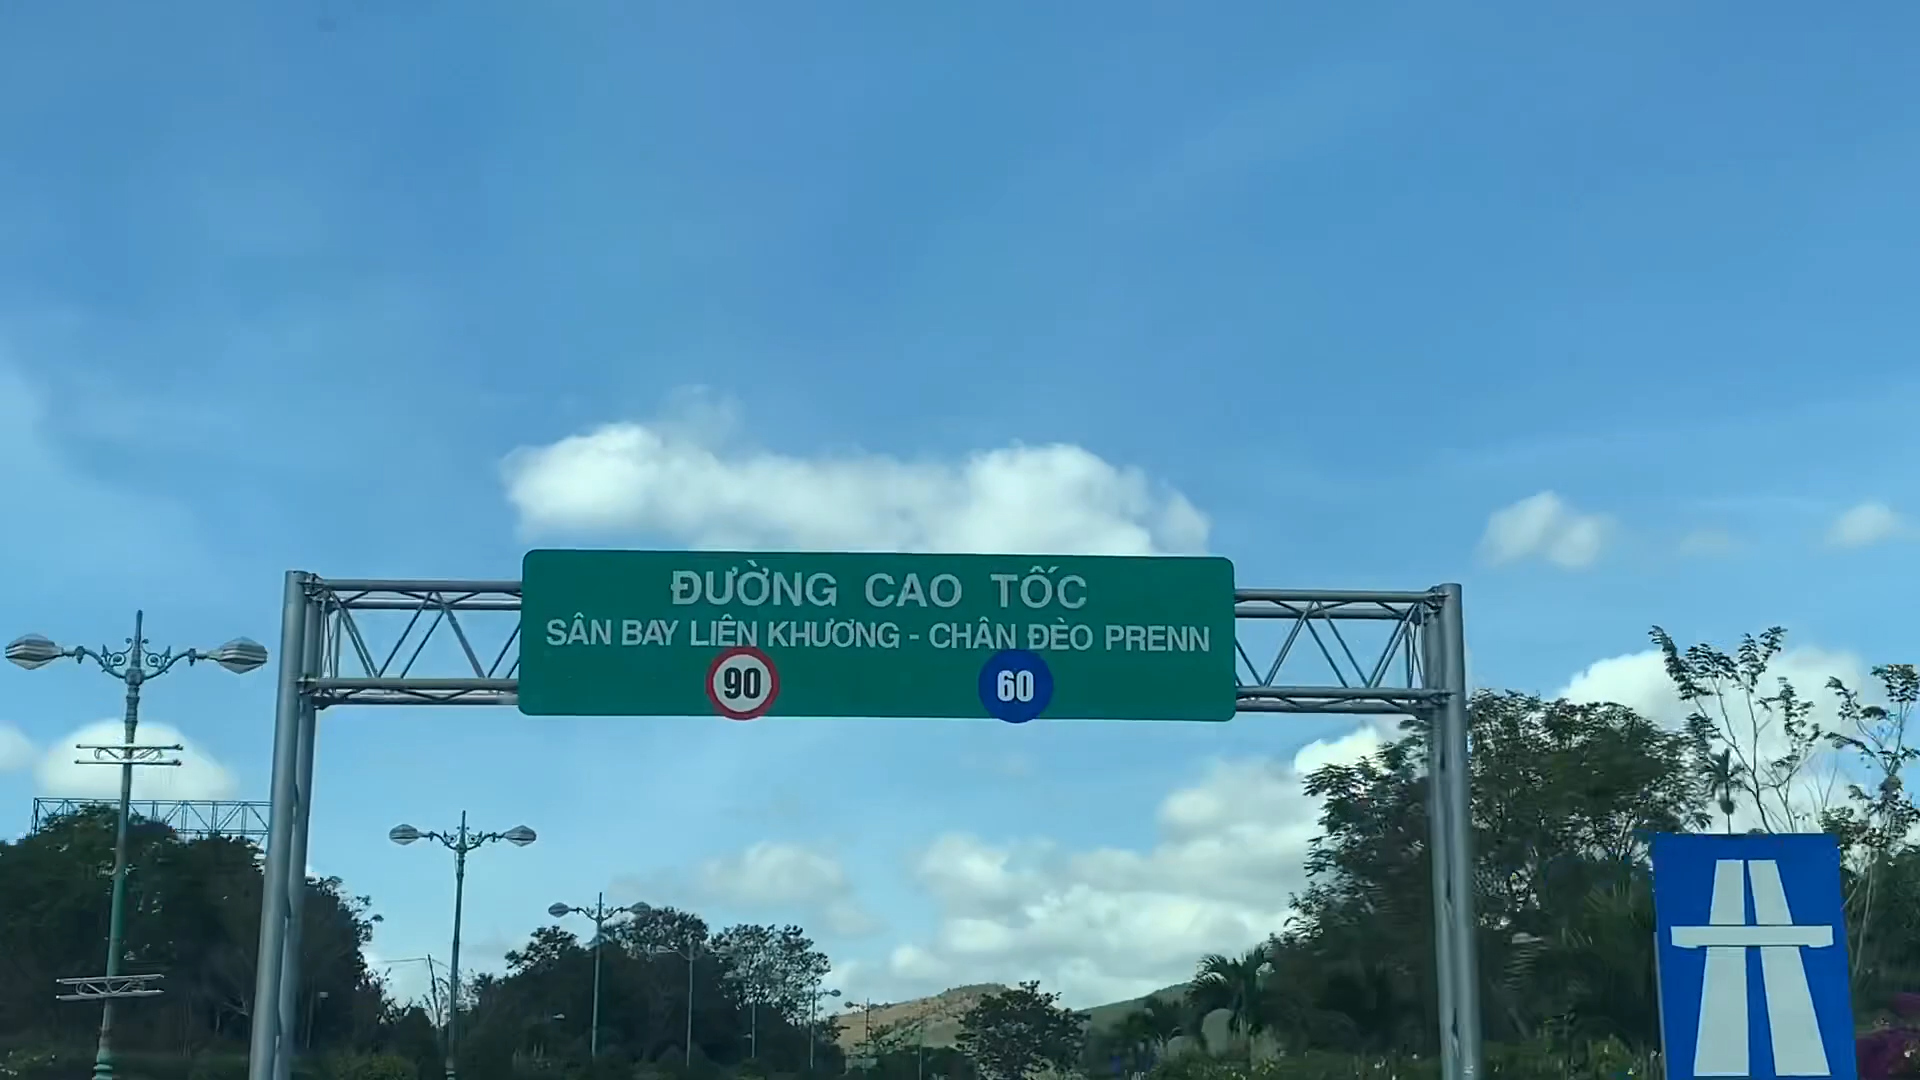 ĐƯỜNG CAO TỐC
SÂN BAY LIÊN KHƯƠNG - CHÂN ĐÈO PRENN
90 60